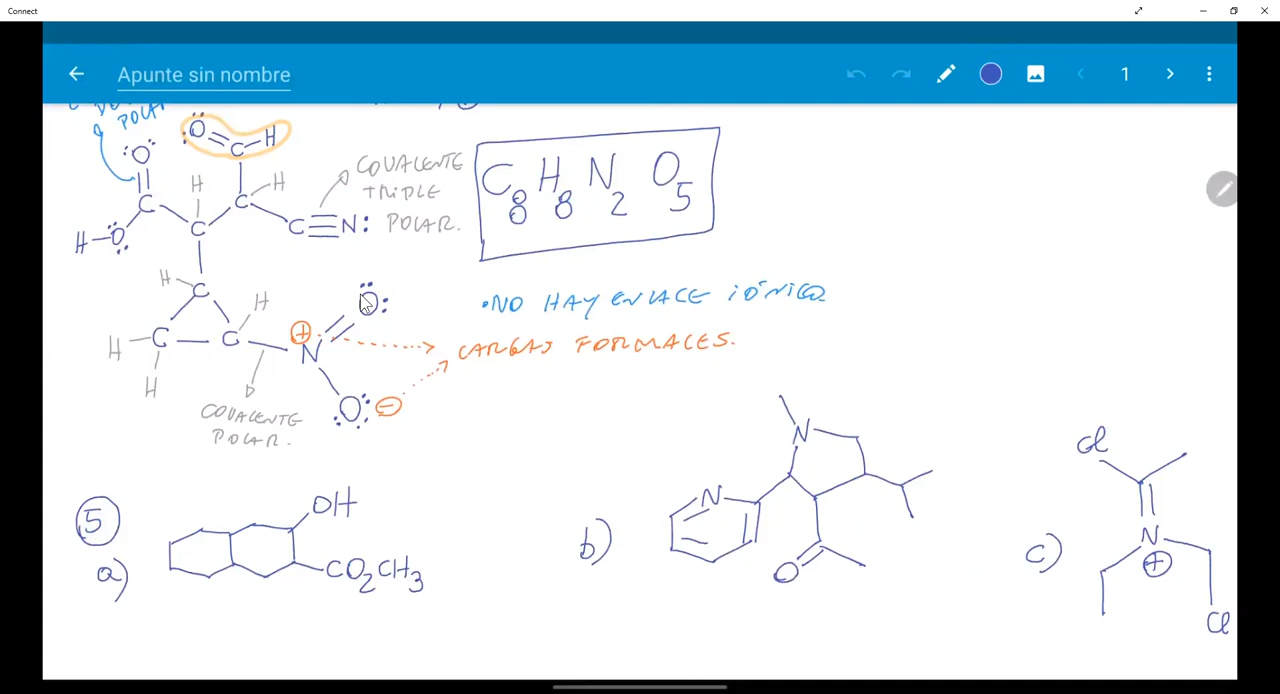 Connect
Apunte sin nombre
1
POLAR
O C H
O
H H
C C COVALENTE
TRIPLE
C≡N: POLAR.
H-O C
C8H8N2O5
H C
H
O
·NO HAY ENLACE IÓNICO
H C C + N
CARGAS FORMALES.
H
O −
COVALENTE
POLAR.
5
a)
OH
CO2CH3
b)
N
N
O
c)
Cl
N
+
Cl